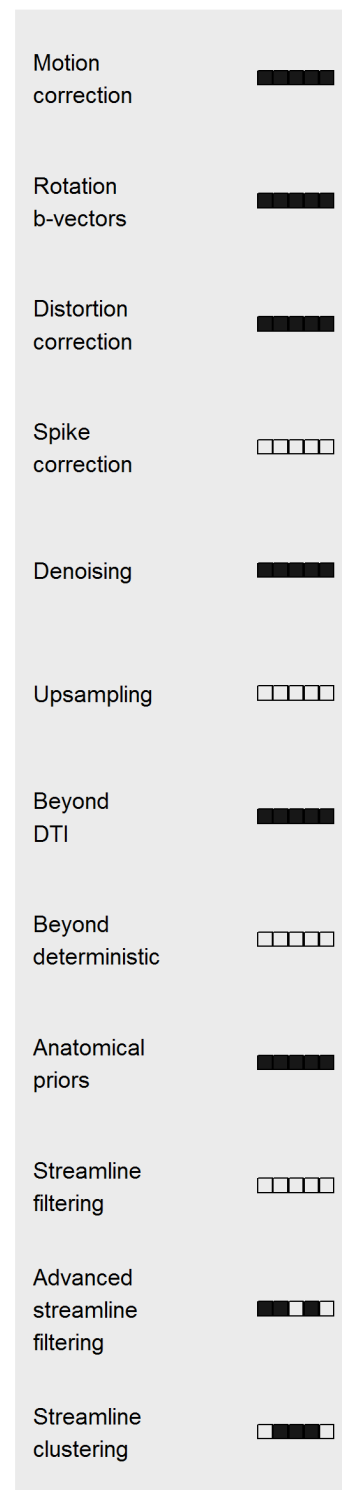 Motion
correction
Rotation
b-vectors
Distortion
correction
Spike
correction
Denoising
Upsampling
Beyond
DTI
Beyond
deterministic
Anatomical
priors
Streamline
filtering
Advanced
streamline
filtering
Streamline
clustering